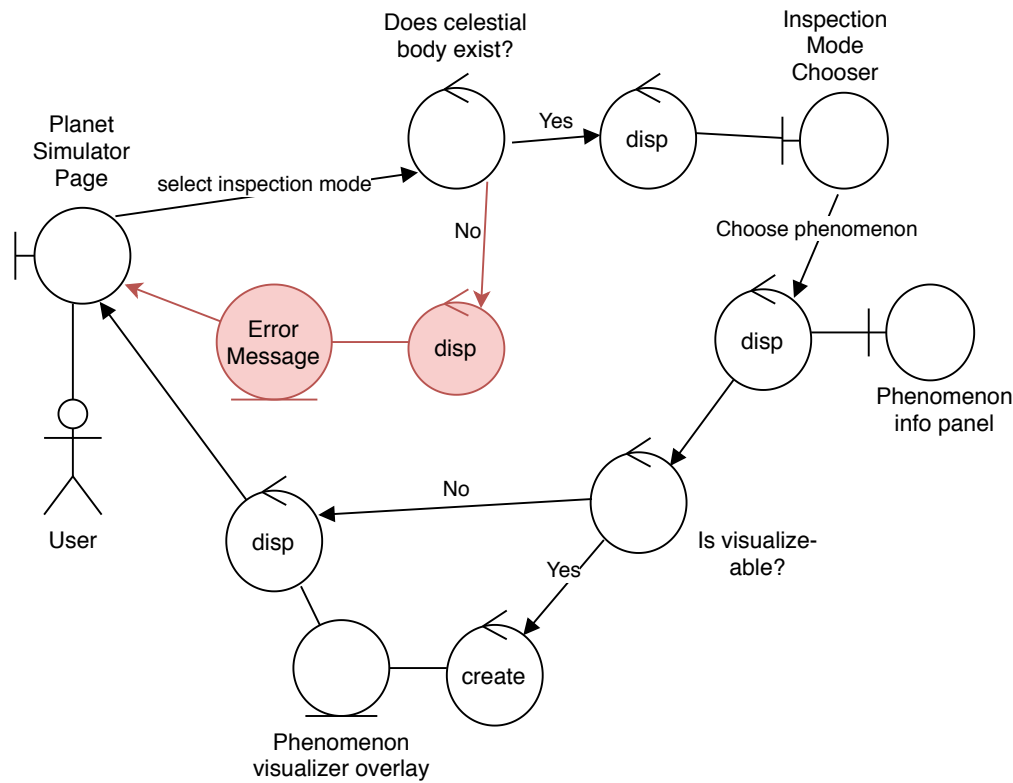 Does celestial
body exist?
Inspection
Mode
Chooser
Planet
Simulator
Page
Yes
disp
select inspection mode
No
Choose phenomenon
Error
Message
disp
disp
Phenomenon
info panel
No
disp
Is visualize-
able?
User
Yes
create
Phenomenon
visualizer overlay